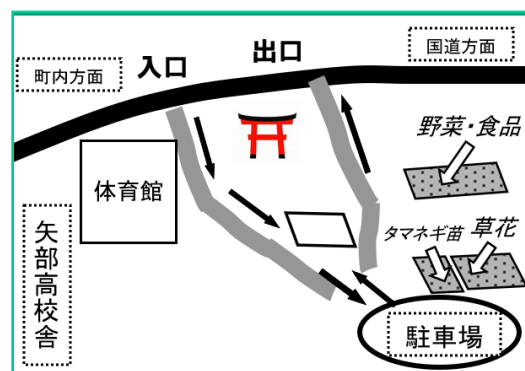 国道方面
出口
入口
町内方面
野菜・食品
体育館
タマネギ苗
草花
矢部高校舎
駐車場